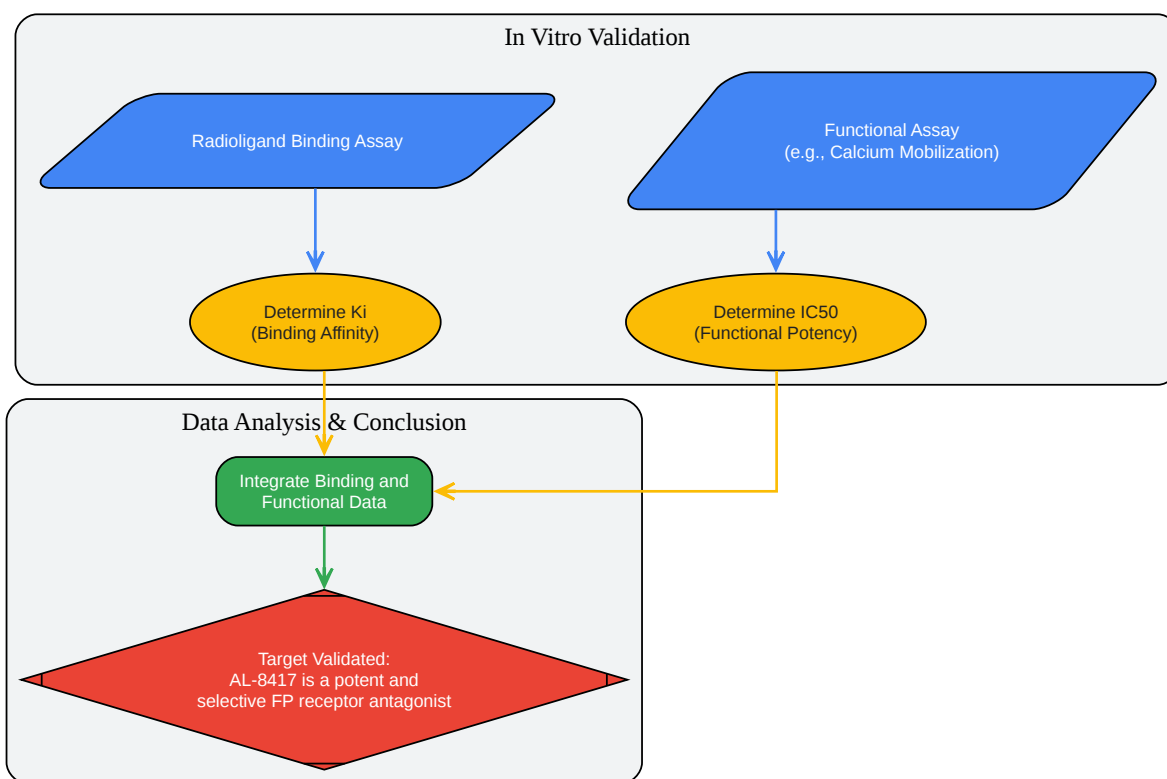 In Vitro Validation
Radioligand Binding Assay
Functional Assay
(e.g., Calcium Mobilization)
Determine Ki
(Binding Affinity)
Determine IC50
(Functional Potency)
Data Analysis & Conclusion
Integrate Binding and
Functional Data
Target Validated:
AL-8417 is a potent and
selective FP receptor antagonist